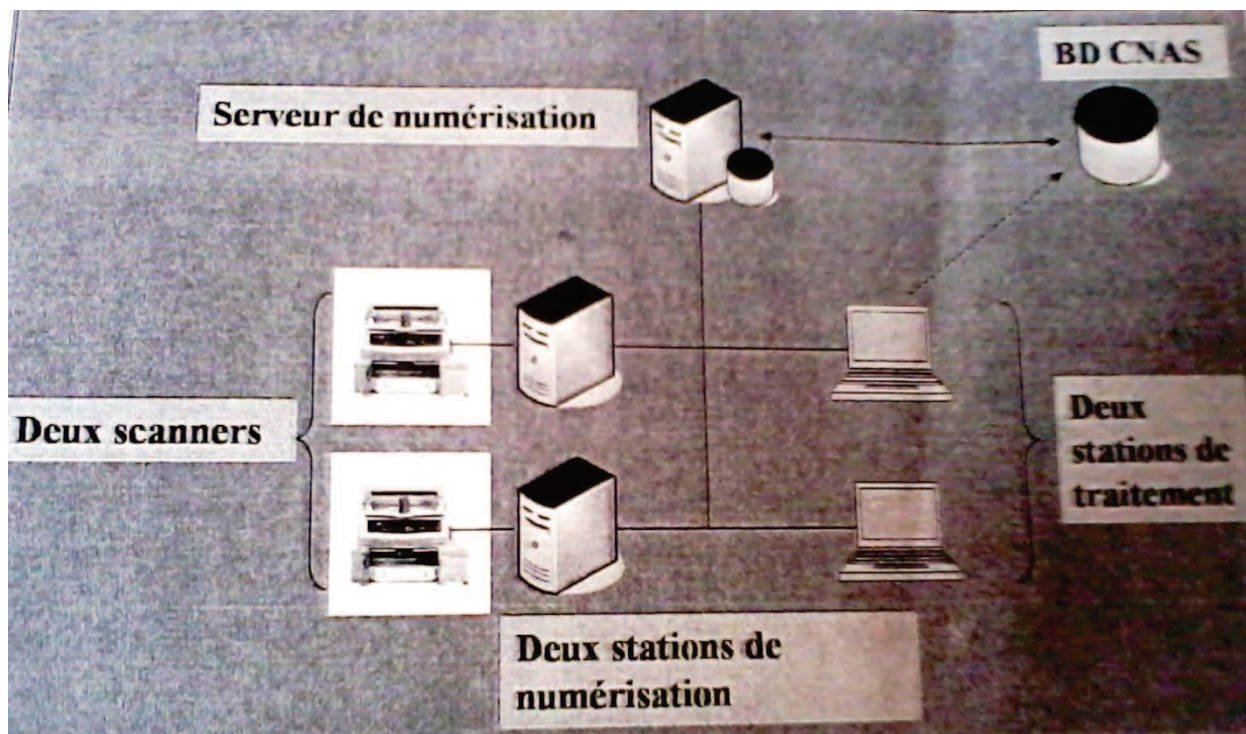 BD CNAS
Serveur de numérisation
Deux scanners
Deux
stations de
traitement
Deux stations de
numérisation